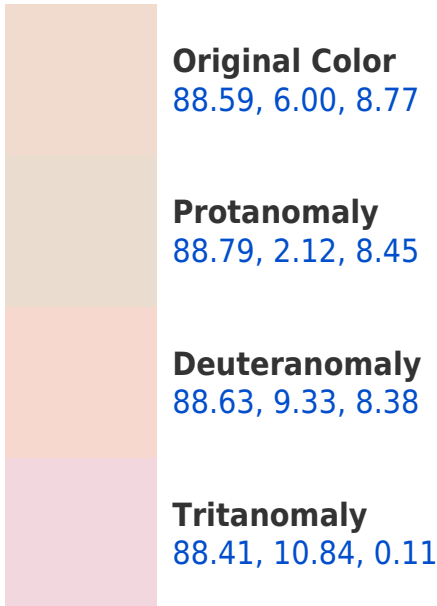 Original Color
88.59, 6.00, 8.77
Protanomaly
88.79, 2.12, 8.45
Deuteranomaly
88.63, 9.33, 8.38
Tritanomaly
88.41, 10.84, 0.11